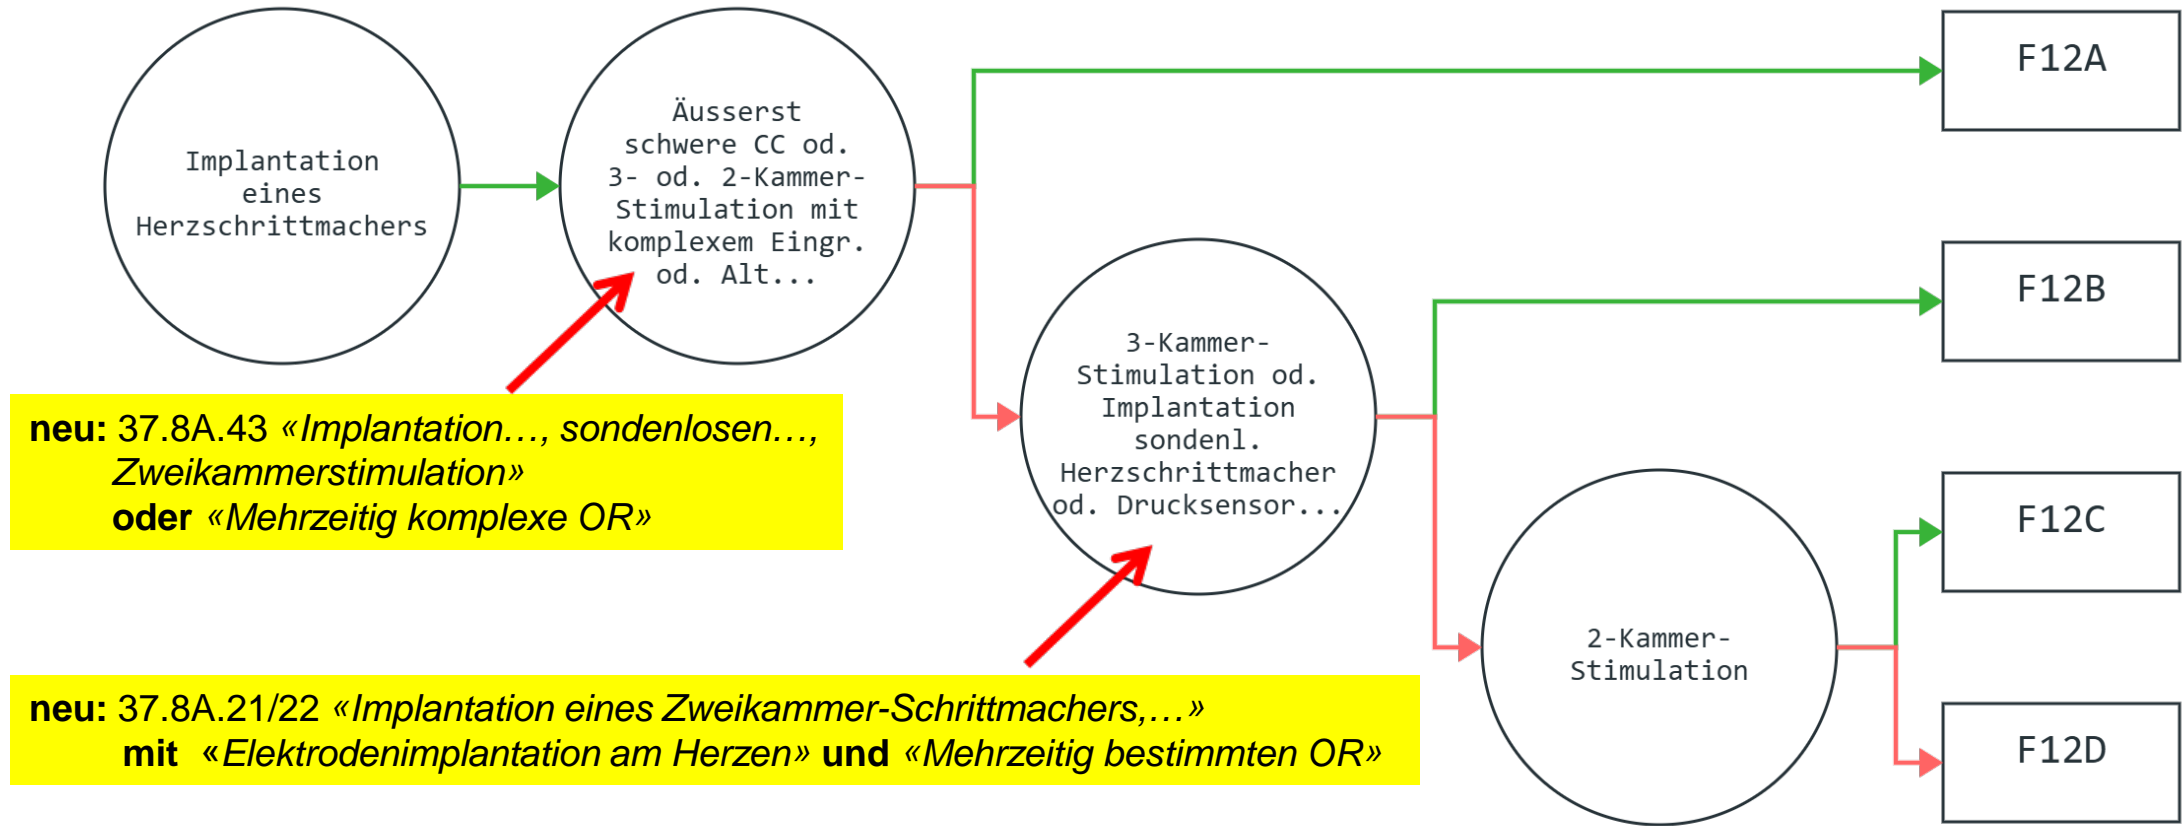 Implantation
eines
Herzschrittmachers
Äusserst
schwere CC od.
3- od. 2-Kammer-
Stimulation mit
komplexem Eingr.
od. Alt...
F12A
3-Kammer-
Stimulation od.
Implantation
sondenl.
Herzschrittmacher
od. Drucksensor...
F12B
2-Kammer-
Stimulation
F12C
F12D
neu: 37.8A.43 «Implantation…, sondenlosen…,
Zweikammerstimulation»
oder «Mehrzeitig komplexe OR»
neu: 37.8A.21/22 «Implantation eines Zweikammer-Schrittmachers,…»
mit «Elektrodenimplantation am Herzen» und «Mehrzeitig bestimmten OR»